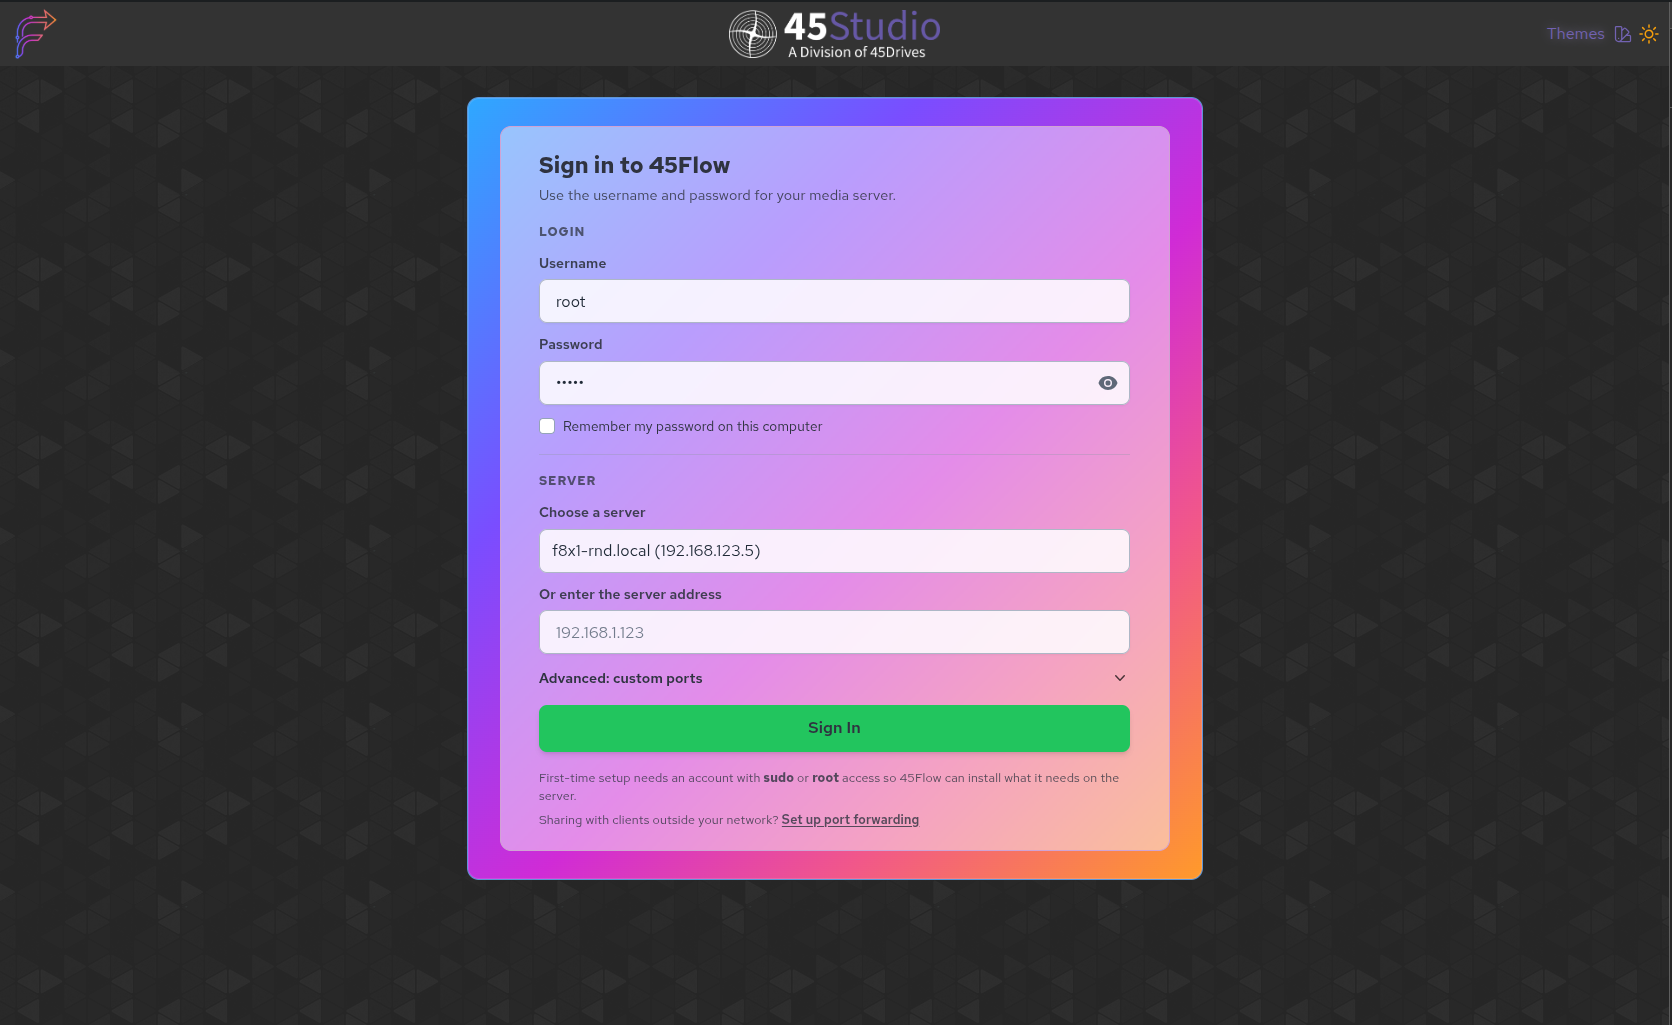 45Studio
A Division of 45Drives
Themes
Sign in to 45Flow
Use the username and password for your media server.
LOGIN
Username
root
Password
•••••
Remember my password on this computer
SERVER
Choose a server
f8x1-rnd.local (192.168.123.5)
Or enter the server address
192.168.1.123
Advanced: custom ports
Sign In
First-time setup needs an account with sudo or root access so 45Flow can install what it needs on the
server.
Sharing with clients outside your network? Set up port forwarding